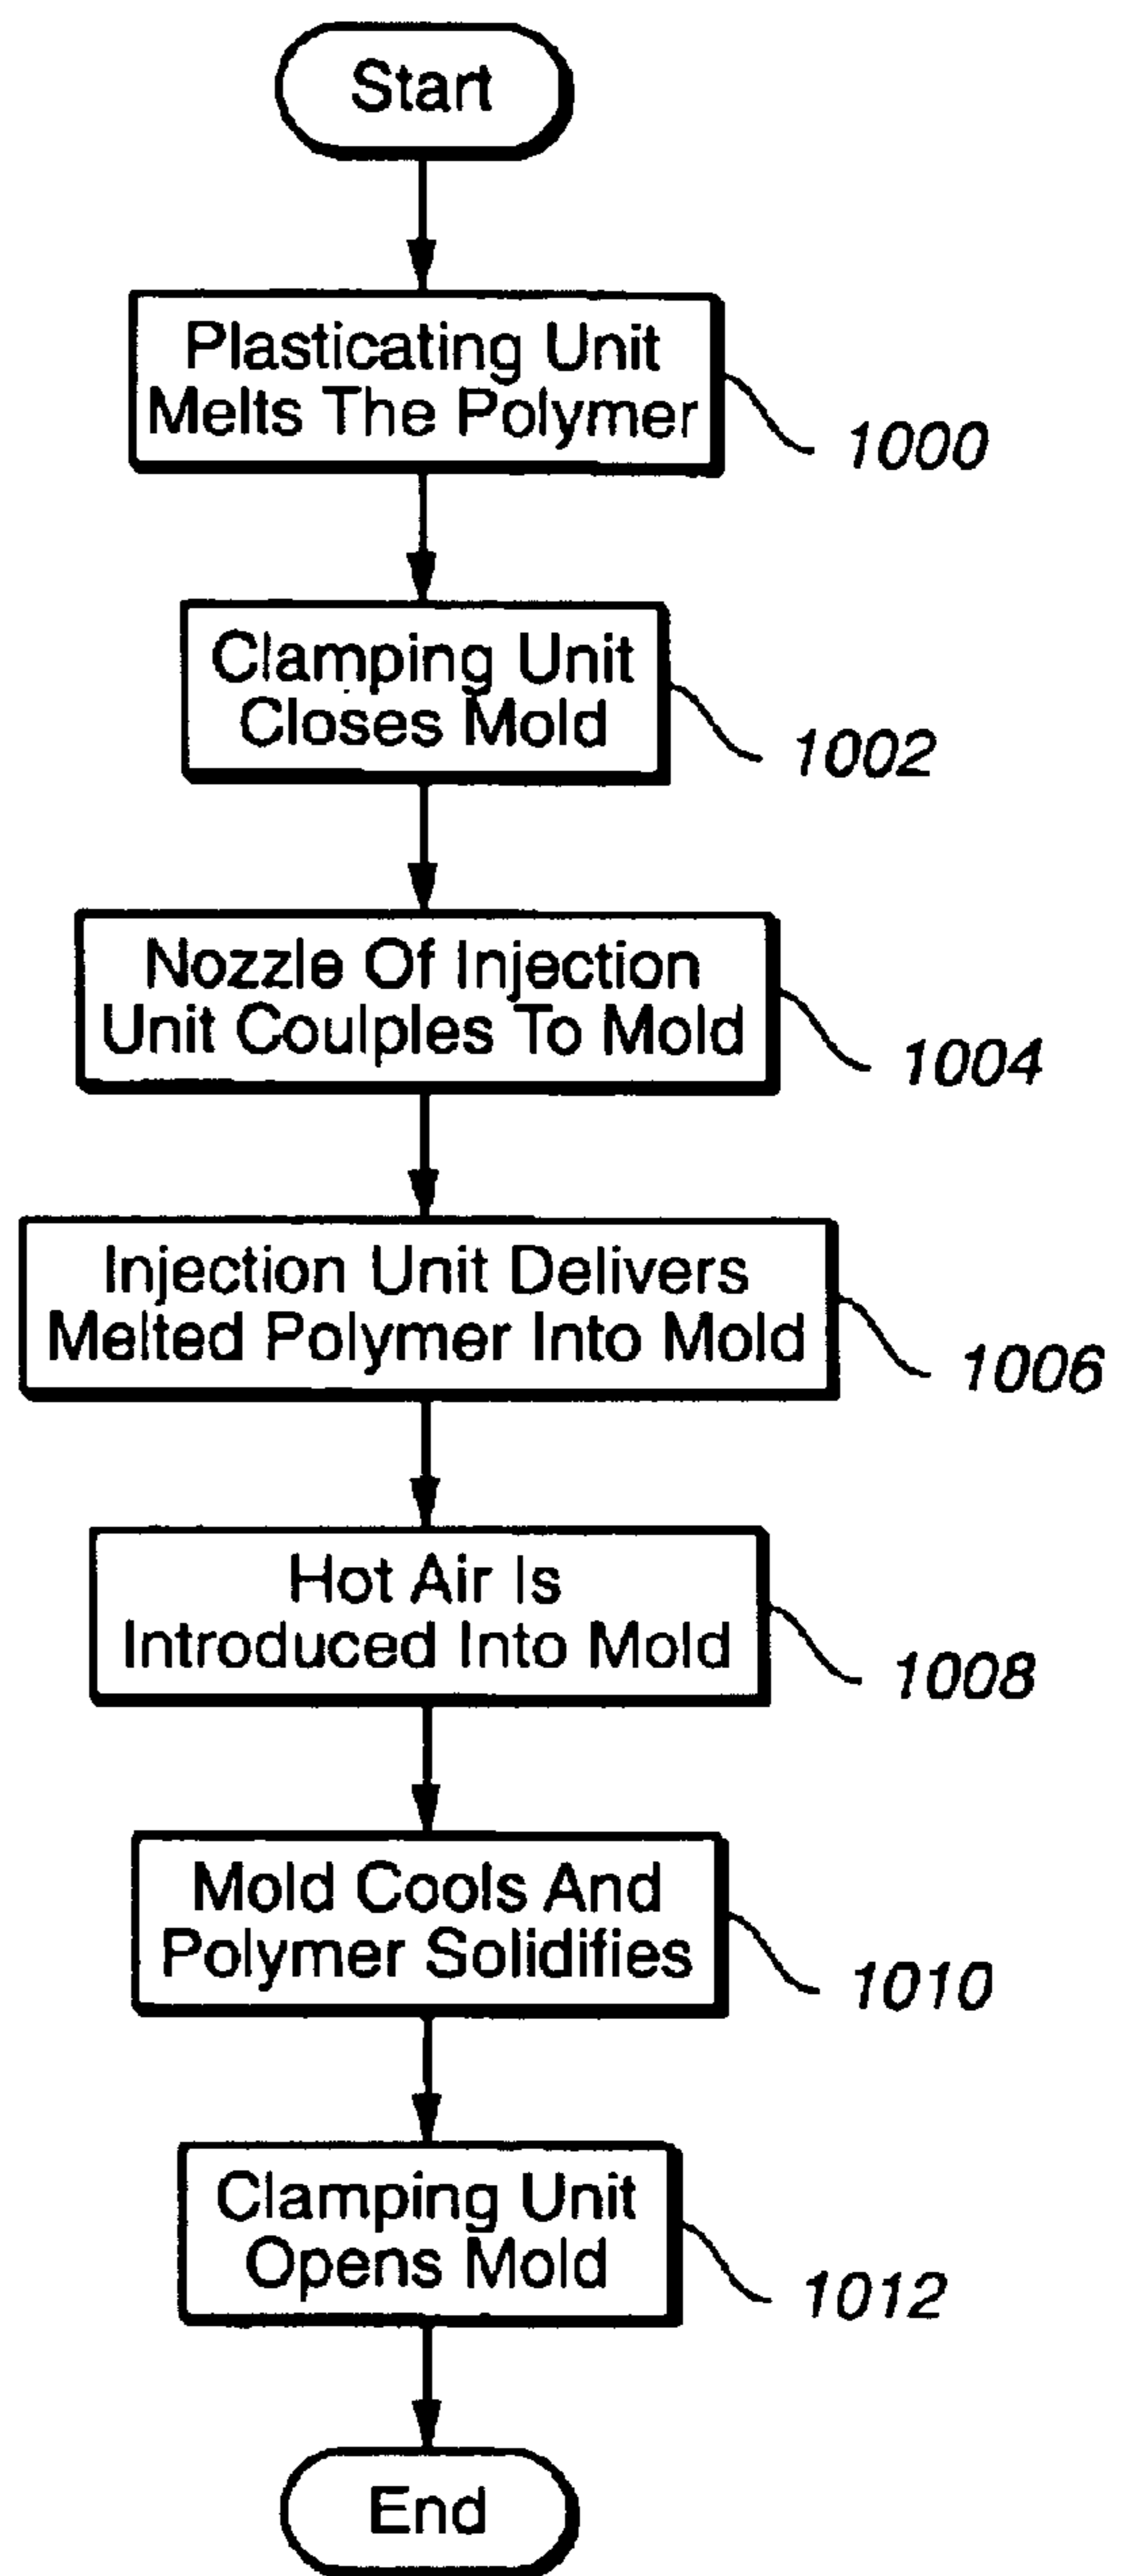 Start
Plasticating Unit
Melts The Polymer
1000
Clamping Unit
Closes Mold
1002
Nozzle Of Injection
Unit Coulples To Mold
1004
Injection Unit Delivers
Melted Polymer Into Mold
1006
Hot Air Is
Introduced Into Mold
1008
Mold Cools And
Polymer Solidifies
1010
Clamping Unit
Opens Mold
1012
End